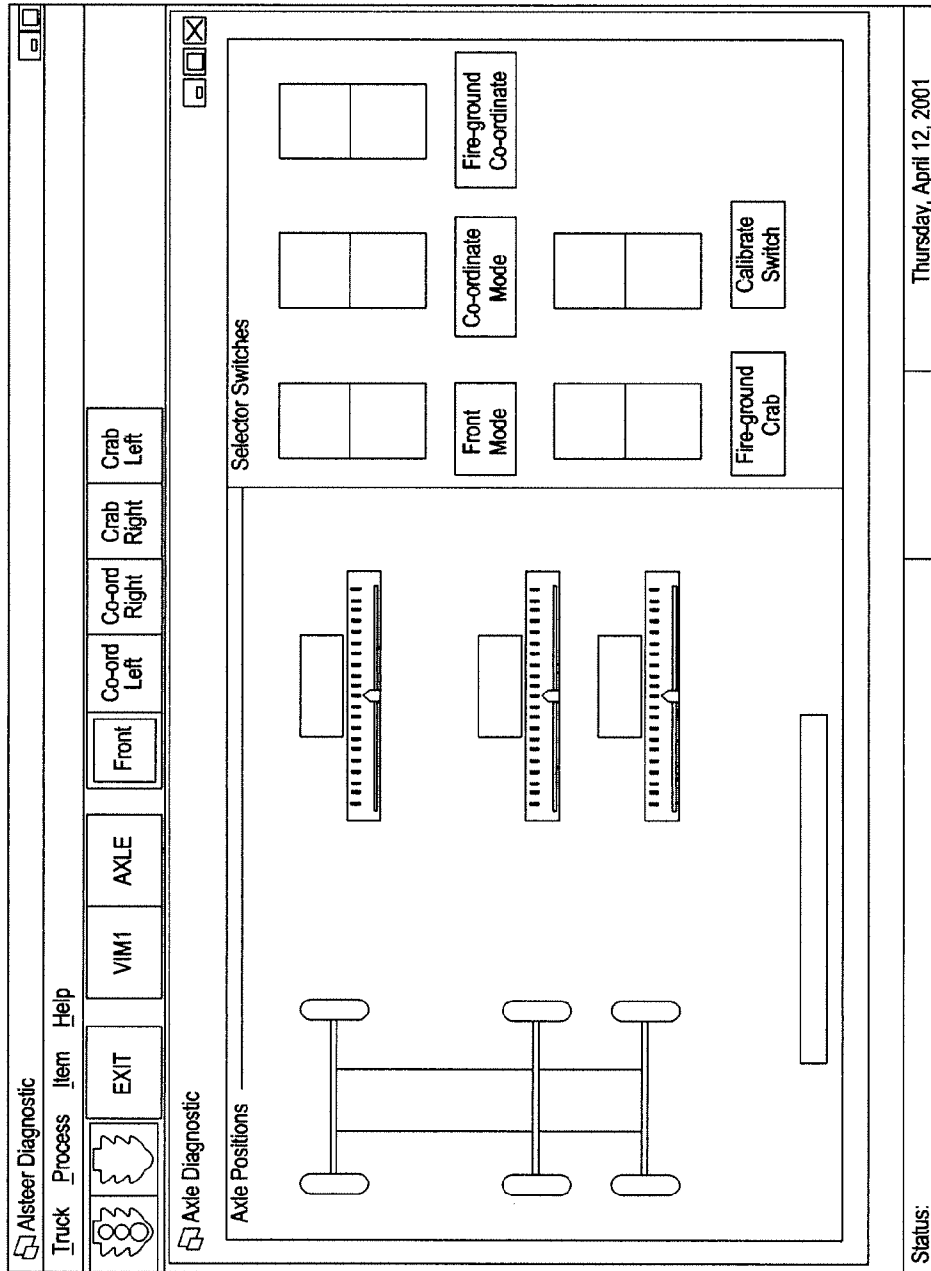 Alsteer Diagnostic
Truck Process Item Help
EXIT
VIM1
AXLE
Front
Co-ord
Left
Co-ord
Right
Crab
Right
Crab
Left
Axle Diagnostic
Axle Positions
Selector Switches
Front
Mode
Co-ordinate
Mode
Fire-ground
Co-ordinate
Fire-ground
Crab
Calibrate
Switch
Status:
Thursday, April 12, 2001